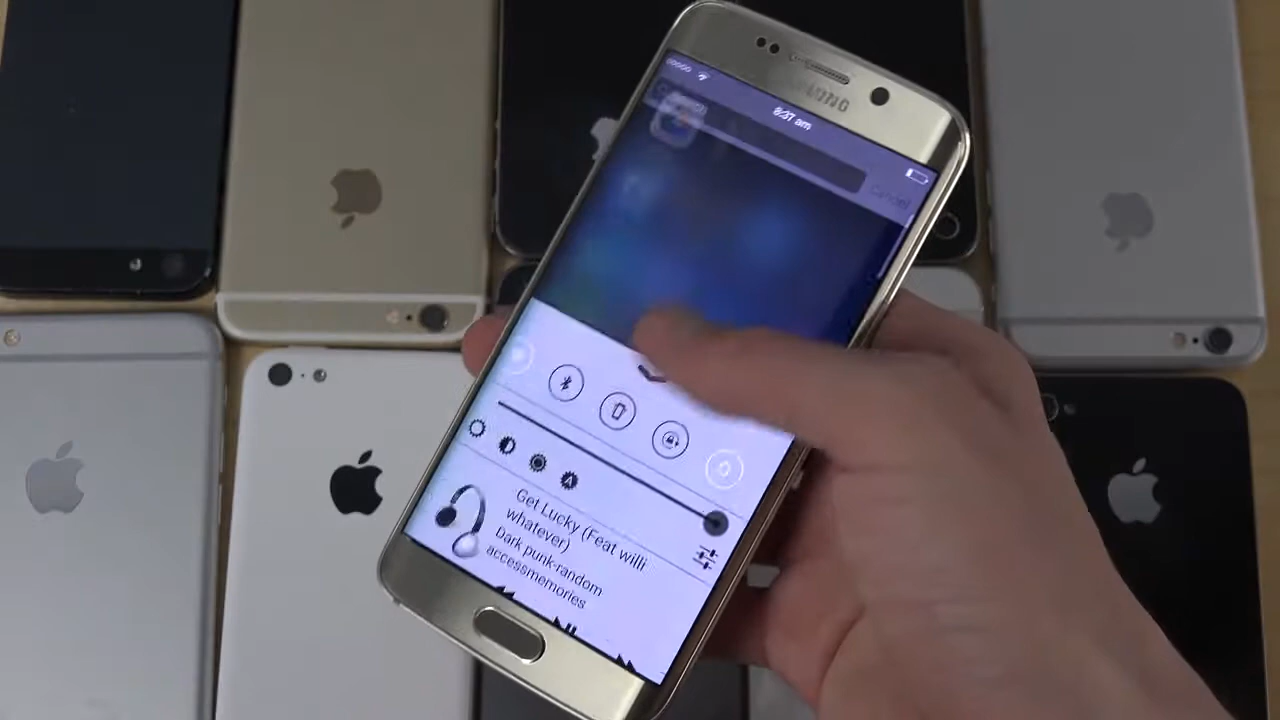 SAMSUNG
8:37 am
Cancel
Get Lucky (Feat willi
whatever)
Dark punk-random
accessmemories